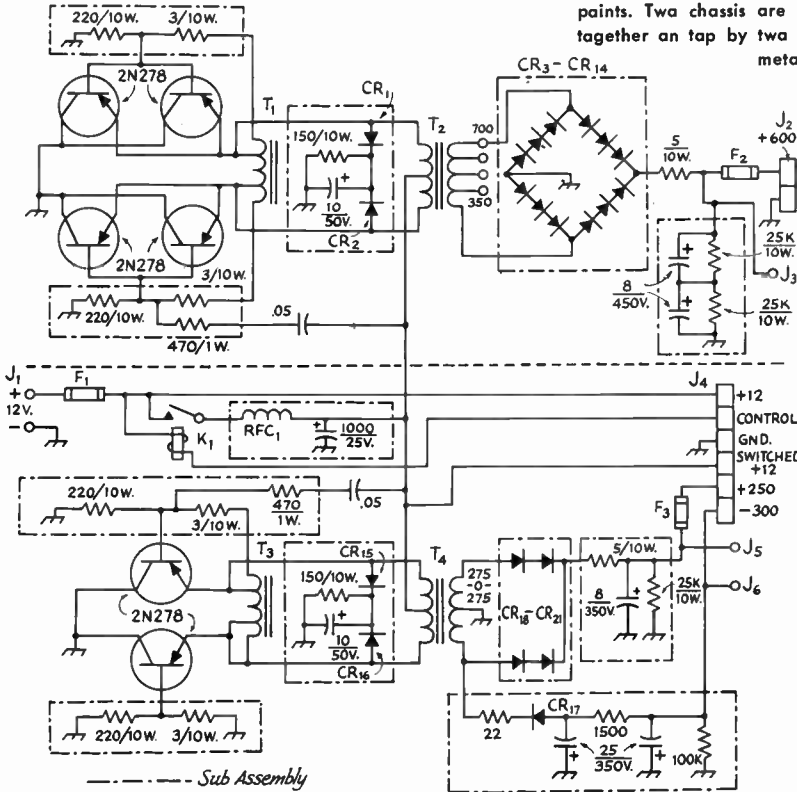 paints. Twa chassis are
tagether an tap by twa
meta
220/10W.
3/10W.
2N278
T1
CR1
CR3-CR14
T2
J2
+600
150/10W.
700
350
5
10W.
F2
10
50V.
CR2
2N278
3/10W.
220/10W.
470/1W.
.05
25K
10W.
J3
8
450V.
25K
10W.
J1
+
12V.
-
F1
K1
RFC1
1000
25V.
J4
+12
CONTROL
GND.
SWITCHED
+12
+250
-300
220/10W.
3/10W.
470
1W.
.05
F3
T3
CR15
T4
5/10W.
J5
2N278
150/10W.
275
-0-
275
CR18-CR21
8
350V.
25K
10W.
J6
10
50V.
CR16
220/10W.
3/10W.
CR17
22
1500
25
350V.
100K
Sub Assembly